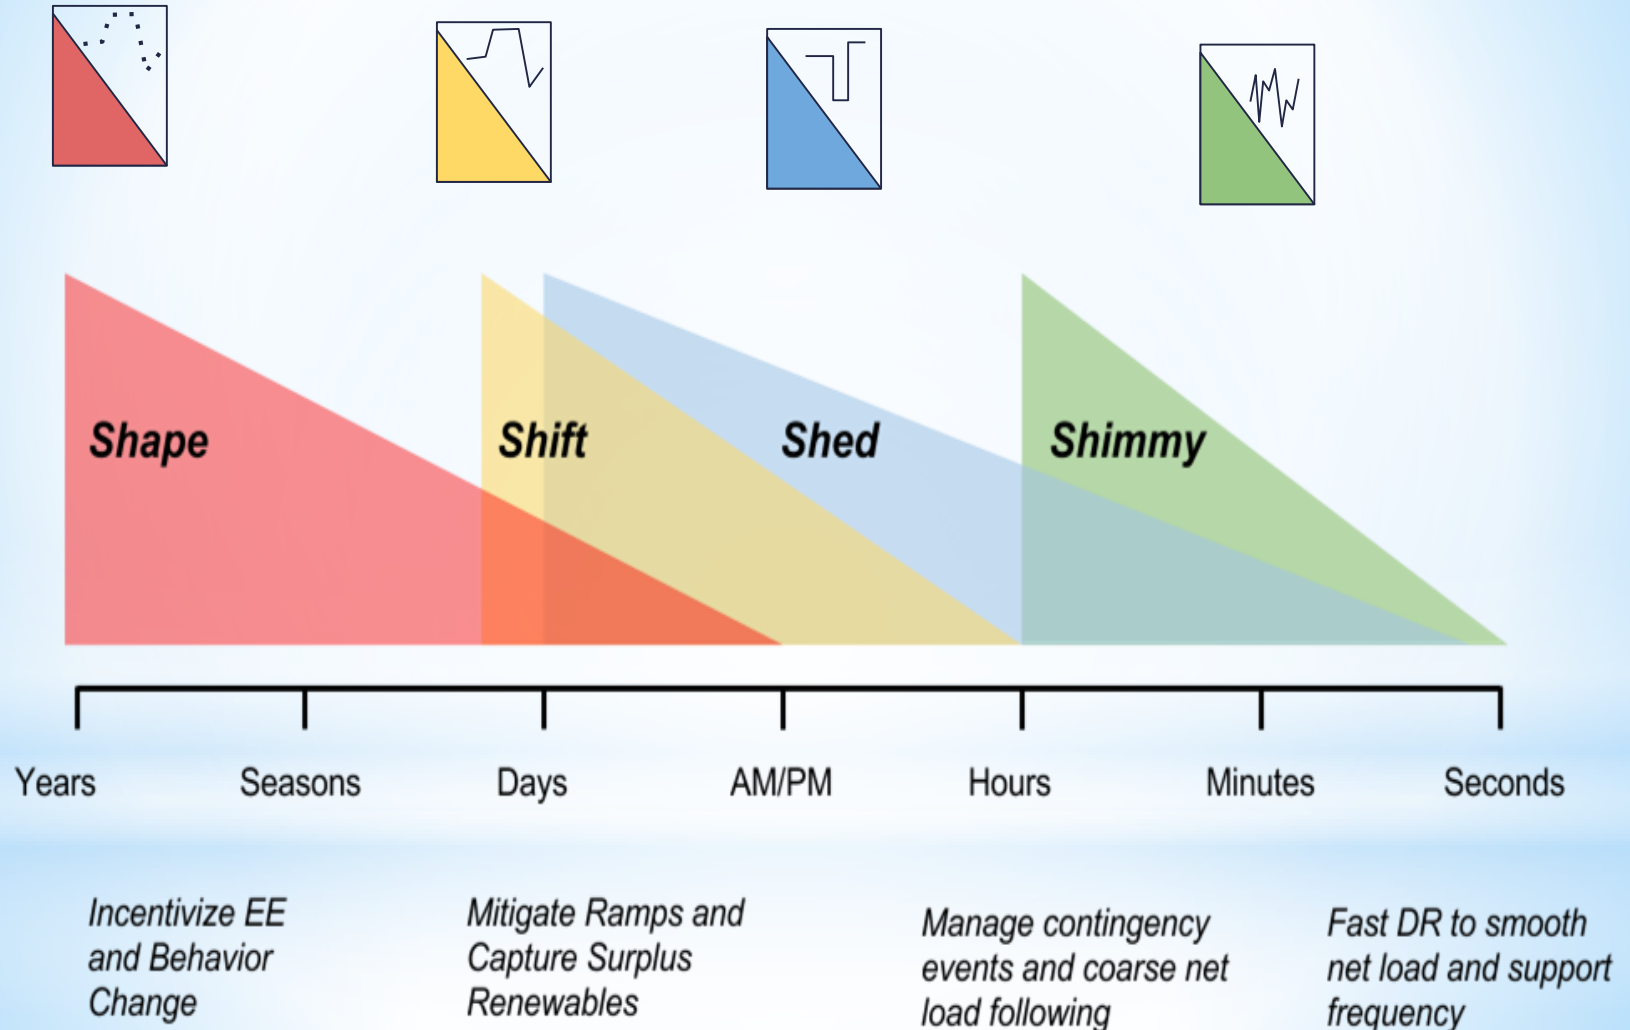 Shape
Shift
Shed
Shimmy
Years
Seasons
Days
AM/PM
Hours
Minutes
Seconds
Incentivize EE
and Behavior
Change
Mitigate Ramps and
Capture Surplus
Renewables
Manage contingency
events and coarse net
load following
Fast DR to smooth
net load and support
frequency